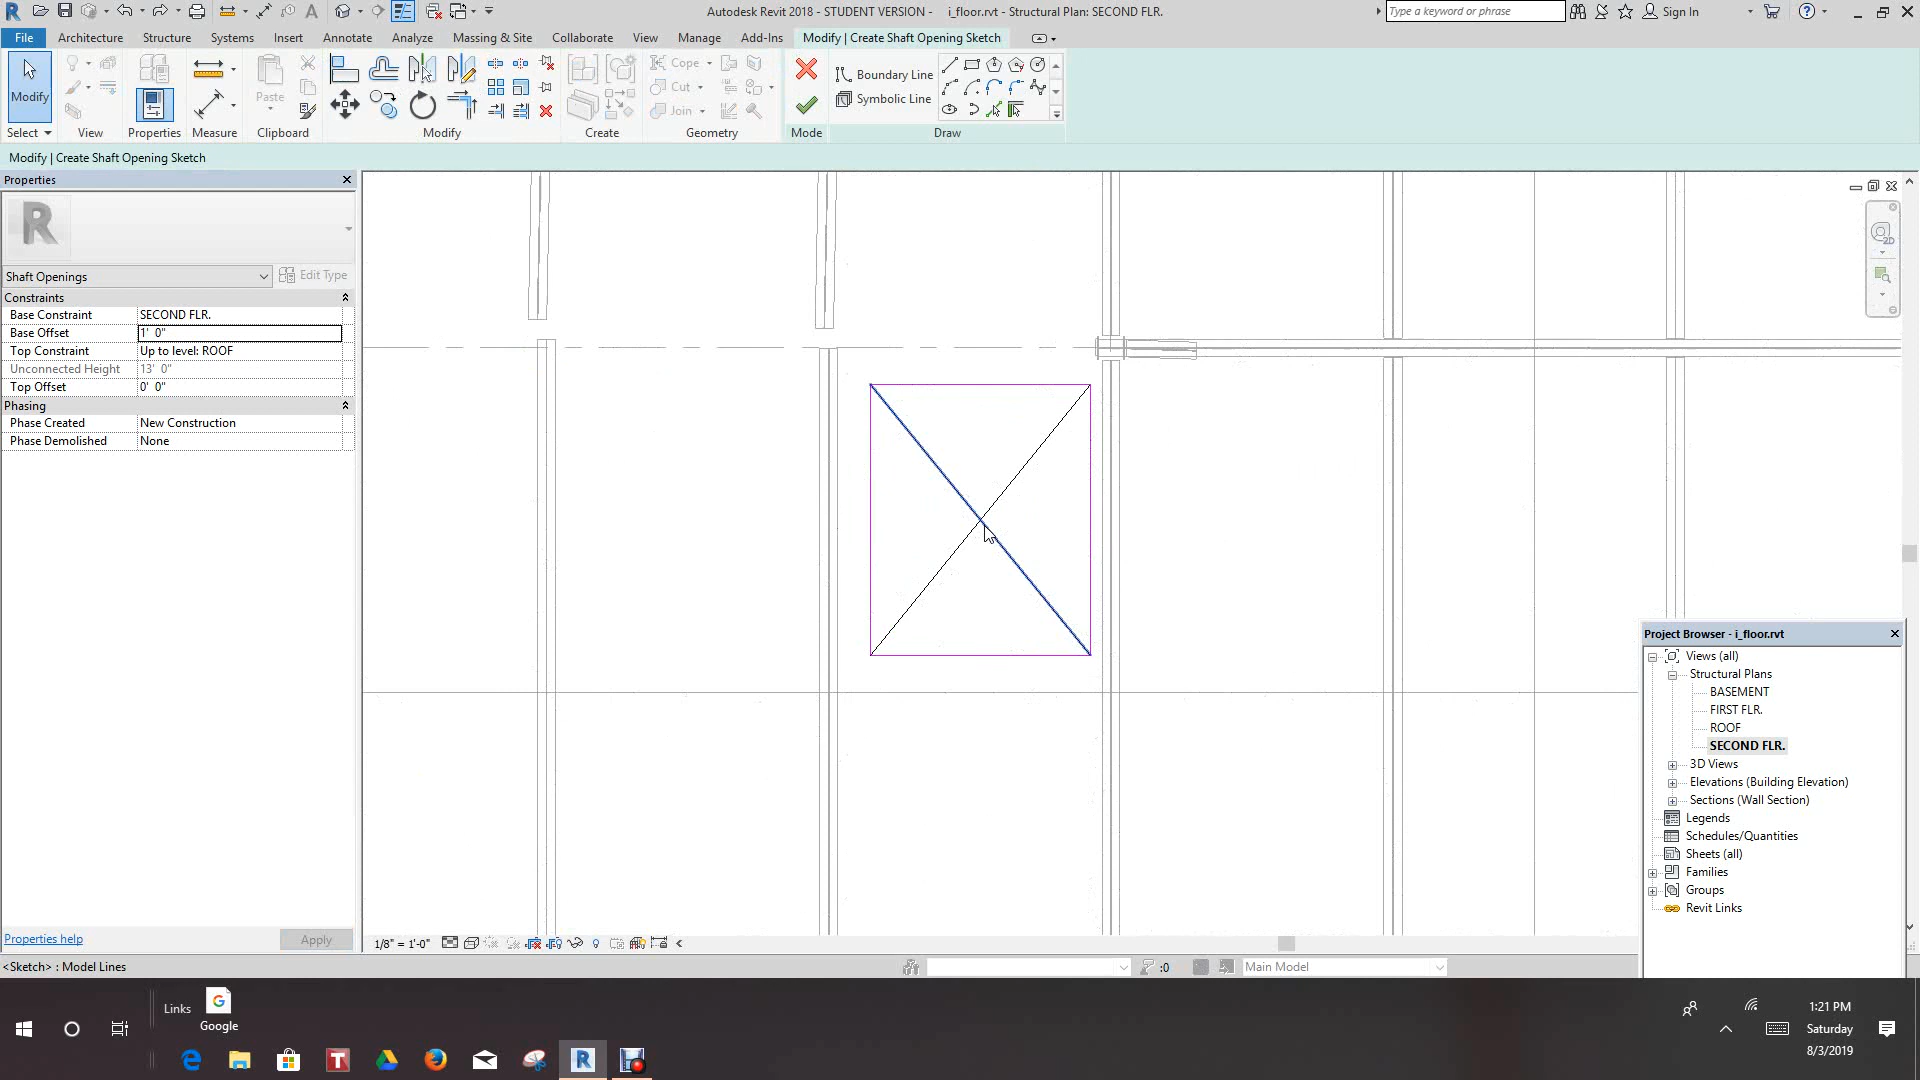 Autodesk Revit 2018 - STUDENT VERSION - i_floor.rvt - Structural Plan: SECOND FLR.
Type a keyword or phrase
Sign In
File Architecture Structure Systems Insert Annotate Analyze Massing & Site Collaborate View Manage Add-Ins Modify | Create Shaft Opening Sketch
Modify
Paste
Cope
Cut
Join
Boundary Line
Symbolic Line
Select View Properties Measure Clipboard Modify Create Geometry Mode Draw
Modify | Create Shaft Opening Sketch
Properties
R
Shaft Openings
Edit Type
Constraints
Base Constraint SECOND FLR.
Base Offset 1' 0"
Top Constraint Up to level: ROOF
Unconnected Height 13' 0"
Top Offset 0' 0"
Phasing
Phase Created New Construction
Phase Demolished None
Properties help
Apply
2D
Project Browser - i_floor.rvt
Views (all)
Structural Plans
BASEMENT
FIRST FLR.
ROOF
SECOND FLR.
3D Views
Elevations (Building Elevation)
Sections (Wall Section)
Legends
Schedules/Quantities
Sheets (all)
Families
Groups
Revit Links
1/8" = 1'-0"
<Sketch> : Model Lines
:0
Main Model
Links
Google
1:21 PM
Saturday
8/3/2019